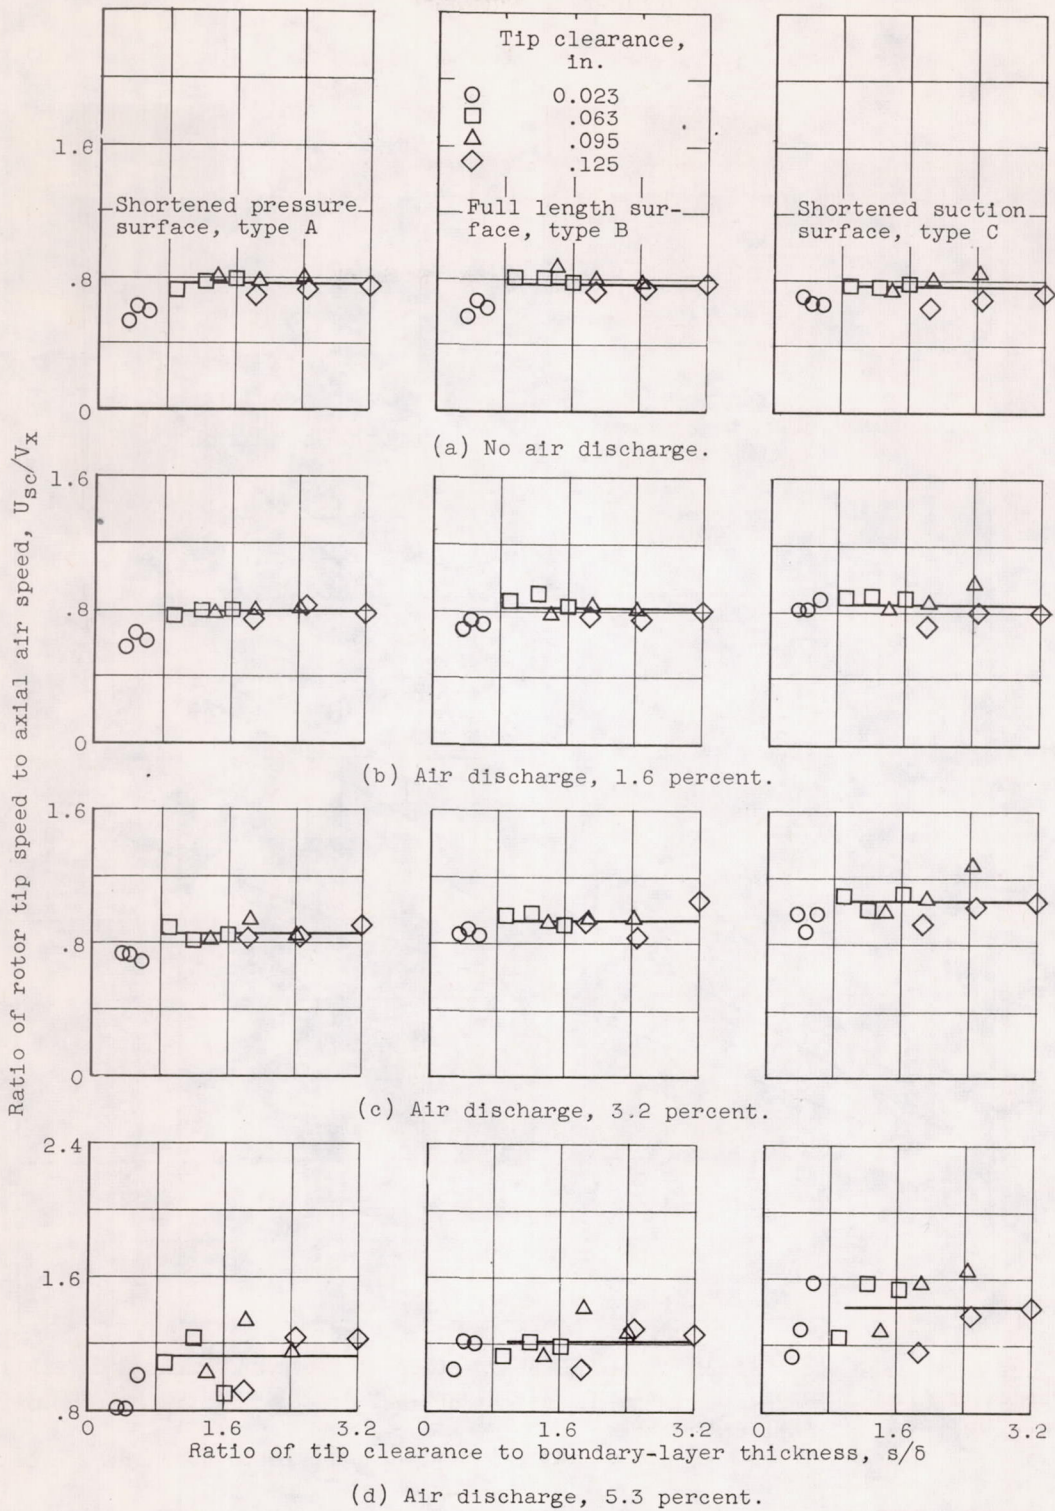 Tip clearance,
in.
0.023
.063
.095
.125
1.6
Shortened pressure
surface, type A
Full length sur-
face, type B
Shortened suction
surface, type C
.8
0
(a) No air discharge.
Ratio of rotor tip speed to axial air speed, Usc/Vx
1.6
.8
0
(b) Air discharge, 1.6 percent.
1.6
.8
0
(c) Air discharge, 3.2 percent.
2.4
1.6
.8
0 1.6 3.2 0 1.6 3.2 0 1.6 3.2
Ratio of tip clearance to boundary-layer thickness, s/δ
(d) Air discharge, 5.3 percent.